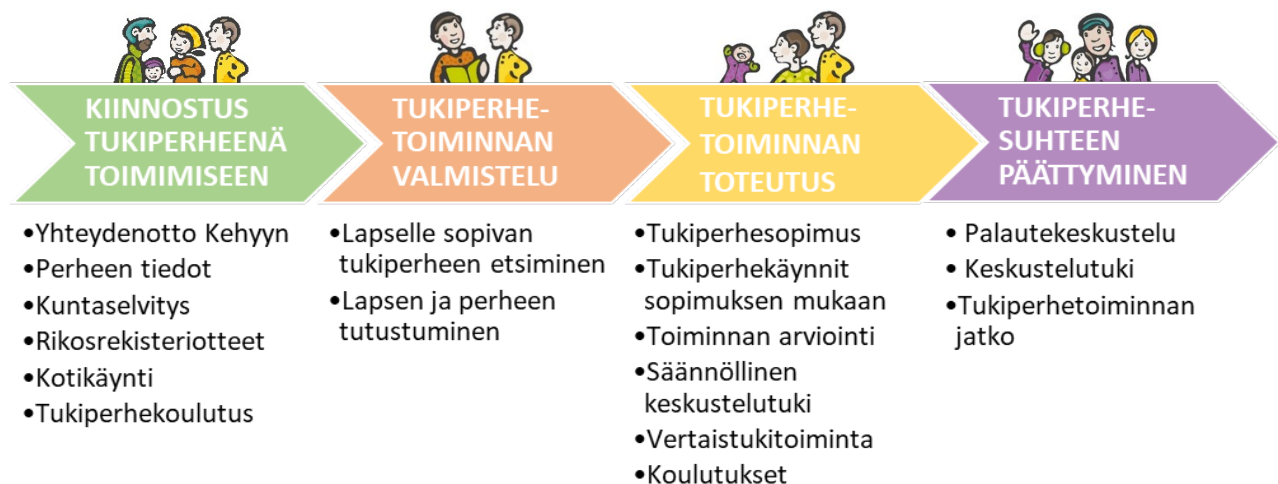 KIINNOSTUS
TUKIPERHEENÄ
TOIMIMISEEN
•Yhteydenotto Kehyyn
•Perheen tiedot
•Kuntaselvitys
•Rikosrekisteriotteet
•Kotikäynti
•Tukiperhekoulutus
TUKIPERHE-
TOIMINNAN
VALMISTELU
•Lapselle sopivan
tukiperheen etsiminen
•Lapsen ja perheen
tutustuminen
TUKIPERHE-
TOIMINNAN
TOTEUTUS
•Tukiperhesopimus
•Tukiperhekäynnit
sopimuksen mukaan
•Toiminnan arviointi
•Säännöllinen
keskustelutuki
•Vertaistukitoiminta
•Koulutukset
TUKIPERHE-
SUHTEEN
PÄÄTTYMINEN
• Palautekeskustelu
• Keskustelutuki
•Tukiperhetoiminnan
jatko